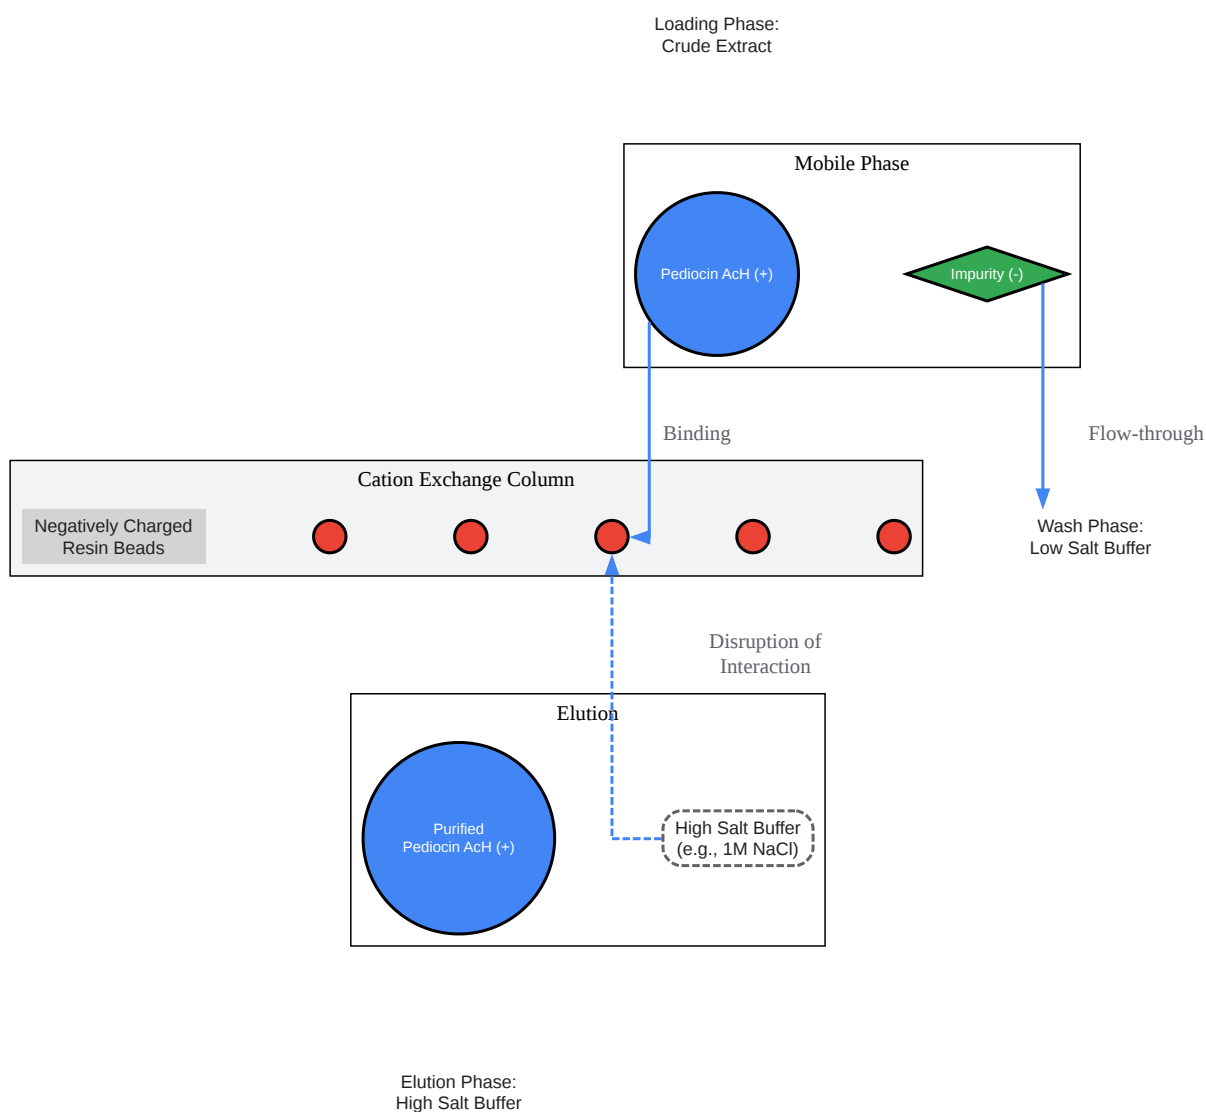 Loading Phase:
Crude Extract
Mobile Phase
Pediocin AcH (+)
Impurity (-)
Binding
Flow-through
Cation Exchange Column
Negatively Charged
Resin Beads
Wash Phase:
Low Salt Buffer
Disruption of
Interaction
Elution
Purified
Pediocin AcH (+)
High Salt Buffer
(e.g., 1M NaCl)
Elution Phase:
High Salt Buffer